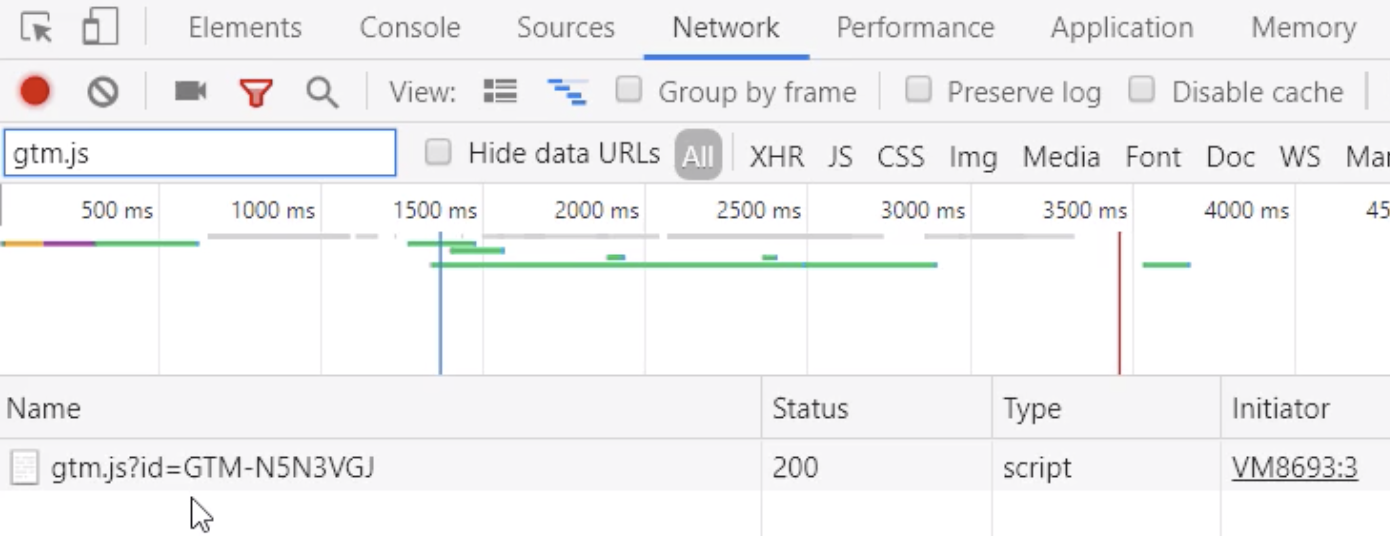 Elements Console Sources Network Performance Application Memory
View: Group by frame Preserve log Disable cache
gtm.js Hide data URLs All XHR JS CSS Img Media Font Doc WS Mar
500 ms 1000 ms 1500 ms 2000 ms 2500 ms 3000 ms 3500 ms 4000 ms 45
Name Status Type Initiator
gtm.js?id=GTM-N5N3VGJ 200 script VM8693:3